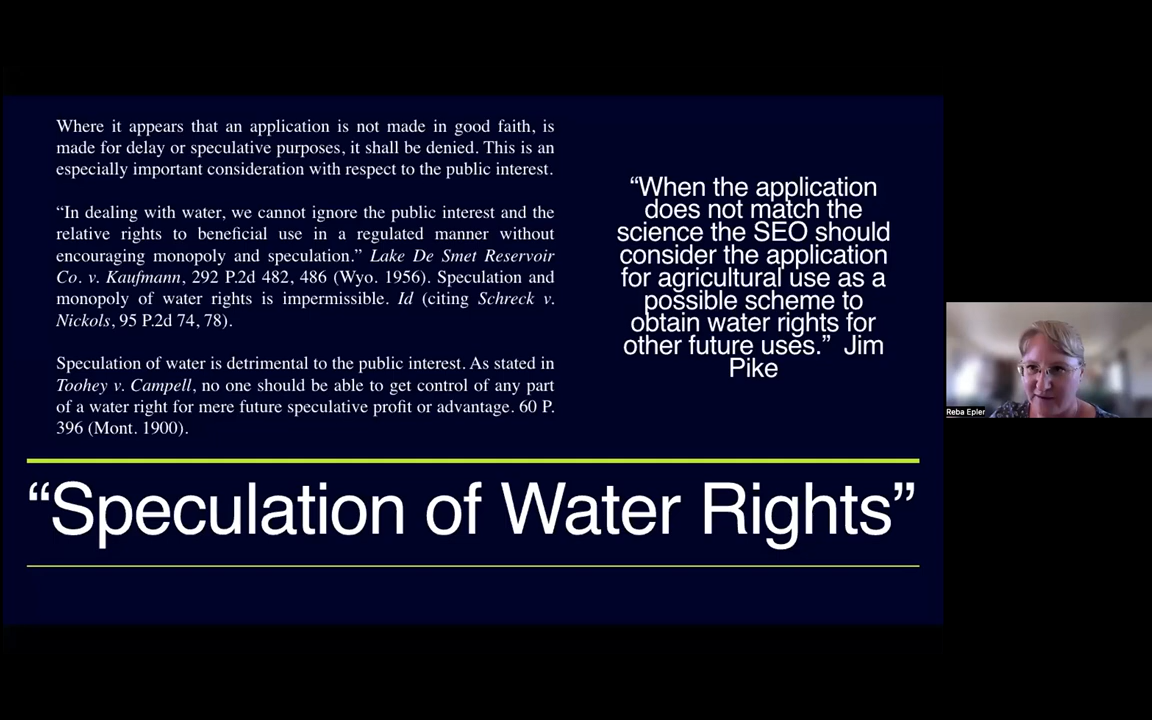 Where it appears that an application is not made in good faith, is
made for delay or speculative purposes, it shall be denied. This is an
especially important consideration with respect to the public interest.
“In dealing with water, we cannot ignore the public interest and the
relative rights to beneficial use in a regulated manner without
encouraging monopoly and speculation.” Lake De Smet Reservoir
Co. v. Kaufmann, 292 P.2d 482, 486 (Wyo. 1956). Speculation and
monopoly of water rights is impermissible. Id (citing Schreck v.
Nickols, 95 P.2d 74, 78).
Speculation of water is detrimental to the public interest. As stated in
Toohey v. Campell, no one should be able to get control of any part
of a water right for mere future speculative profit or advantage. 60 P.
396 (Mont. 1900).
“When the application
does not match the
science the SEO should
consider the application
for agricultural use as a
possible scheme to
obtain water rights for
other future uses.” Jim
Pike
“Speculation of Water Rights”
Reba Epler